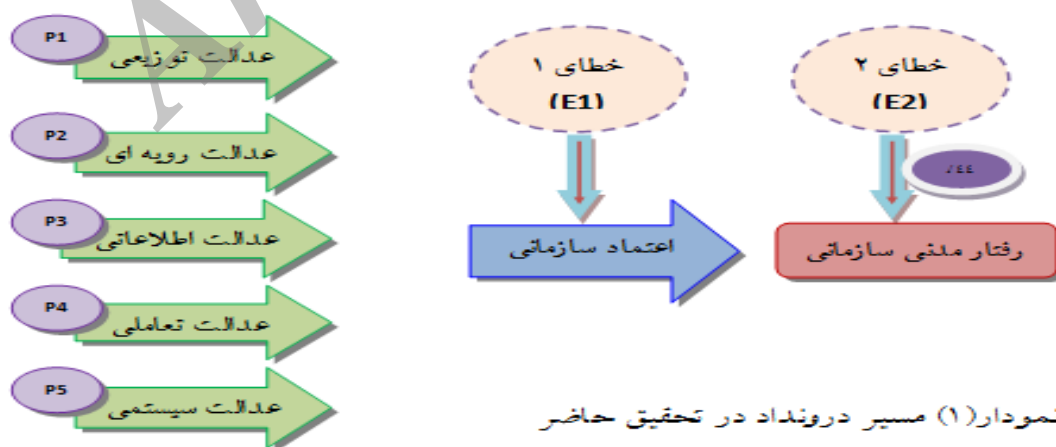 P1
عدالت توزیعی
P2
عدالت رویه ای
P3
عدالت اطلاعاتی
P4
عدالت تعاملی
P5
عدالت سیستمی
خطای ۱
(E1)
خطای ۲
(E2)
اعتماد سازمانی
رفتار مدنی سازمانی
نمودار(۱) مسیر درونداد در تحقیق حاضر